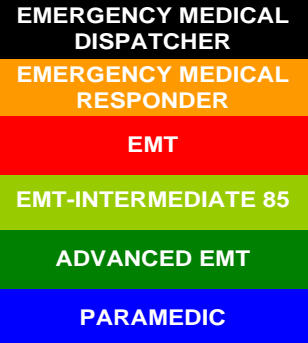 EMERGENCY MEDICAL
DISPATCHER
EMERGENCY MEDICAL
RESPONDER
EMT
EMT-INTERMEDIATE 85
ADVANCED EMT
PARAMEDIC